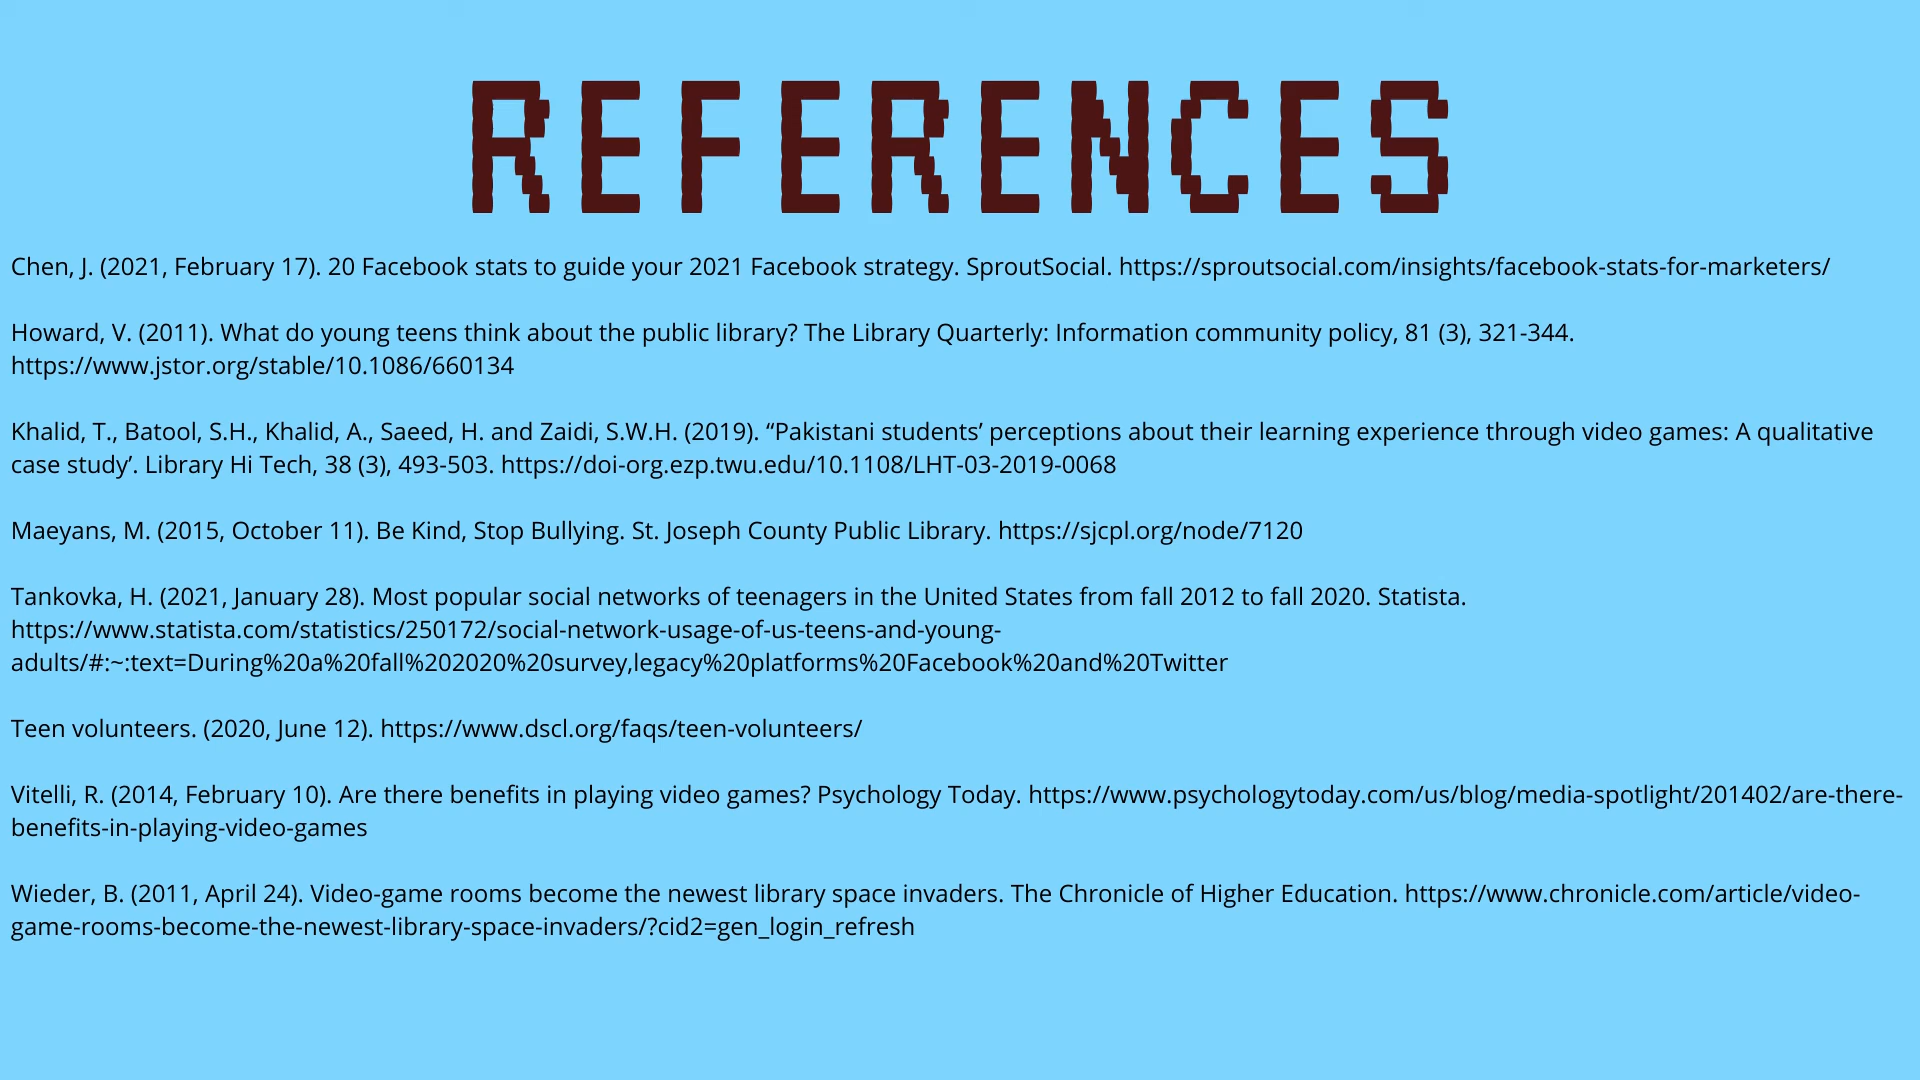 REFERENCES
Chen, J. (2021, February 17). 20 Facebook stats to guide your 2021 Facebook strategy. SproutSocial. https://sproutsocial.com/insights/facebook-stats-for-marketers/
Howard, V. (2011). What do young teens think about the public library? The Library Quarterly: Information community policy, 81 (3), 321-344.
https://www.jstor.org/stable/10.1086/660134
Khalid, T., Batool, S.H., Khalid, A., Saeed, H. and Zaidi, S.W.H. (2019). “Pakistani students’ perceptions about their learning experience through video games: A qualitative
case study’. Library Hi Tech, 38 (3), 493-503. https://doi-org.ezp.twu.edu/10.1108/LHT-03-2019-0068
Maeyans, M. (2015, October 11). Be Kind, Stop Bullying. St. Joseph County Public Library. https://sjcpl.org/node/7120
Tankovka, H. (2021, January 28). Most popular social networks of teenagers in the United States from fall 2012 to fall 2020. Statista.
https://www.statista.com/statistics/250172/social-network-usage-of-us-teens-and-young-
adults/#:~:text=During%20a%20fall%202020%20survey,legacy%20platforms%20Facebook%20and%20Twitter
Teen volunteers. (2020, June 12). https://www.dscl.org/faqs/teen-volunteers/
Vitelli, R. (2014, February 10). Are there benefits in playing video games? Psychology Today. https://www.psychologytoday.com/us/blog/media-spotlight/201402/are-there-
benefits-in-playing-video-games
Wieder, B. (2011, April 24). Video-game rooms become the newest library space invaders. The Chronicle of Higher Education. https://www.chronicle.com/article/video-
game-rooms-become-the-newest-library-space-invaders/?cid2=gen_login_refresh